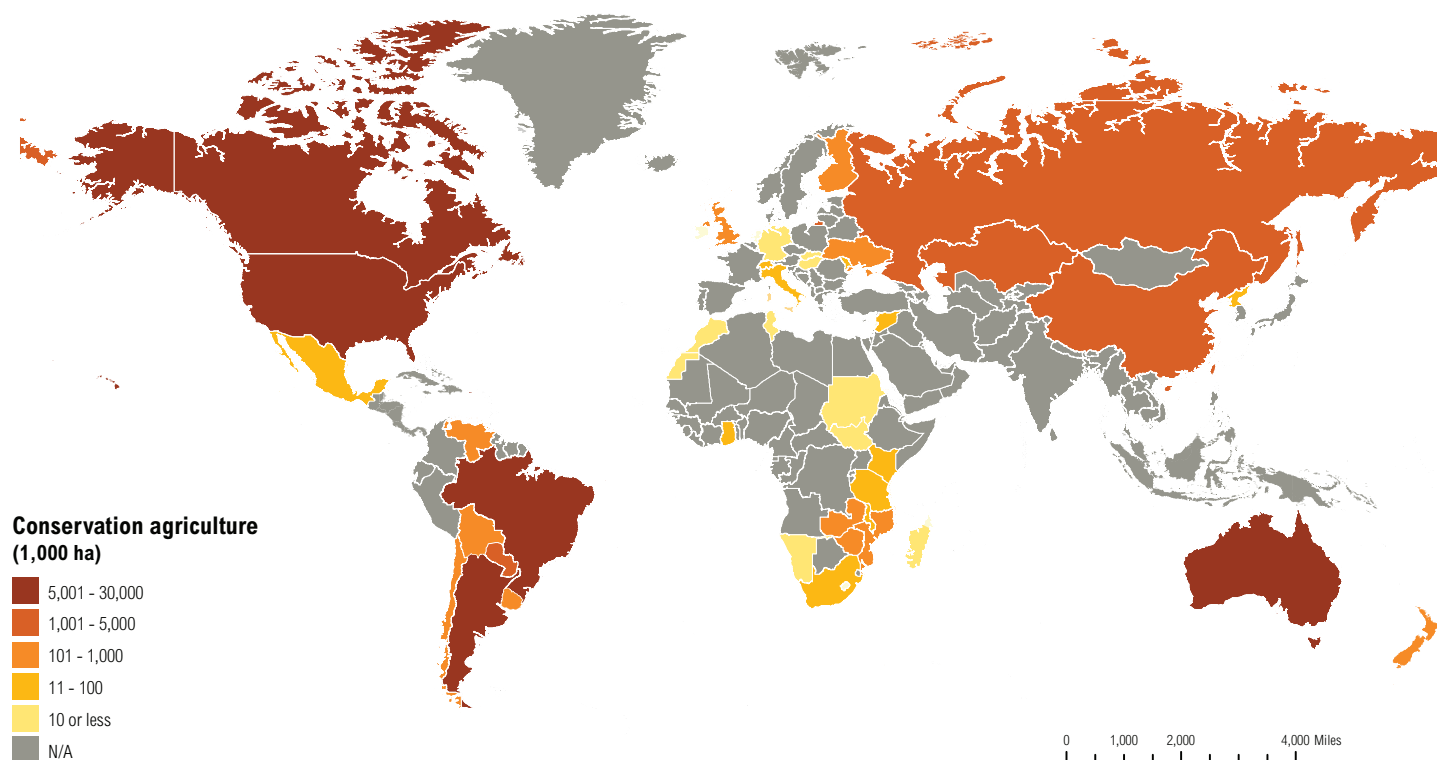 Conservation agriculture
(1,000 ha)
5,001 - 30,000
1,001 - 5,000
101 - 1,000
11 - 100
10 or less
N/A
0 1,000 2,000 4,000 Miles